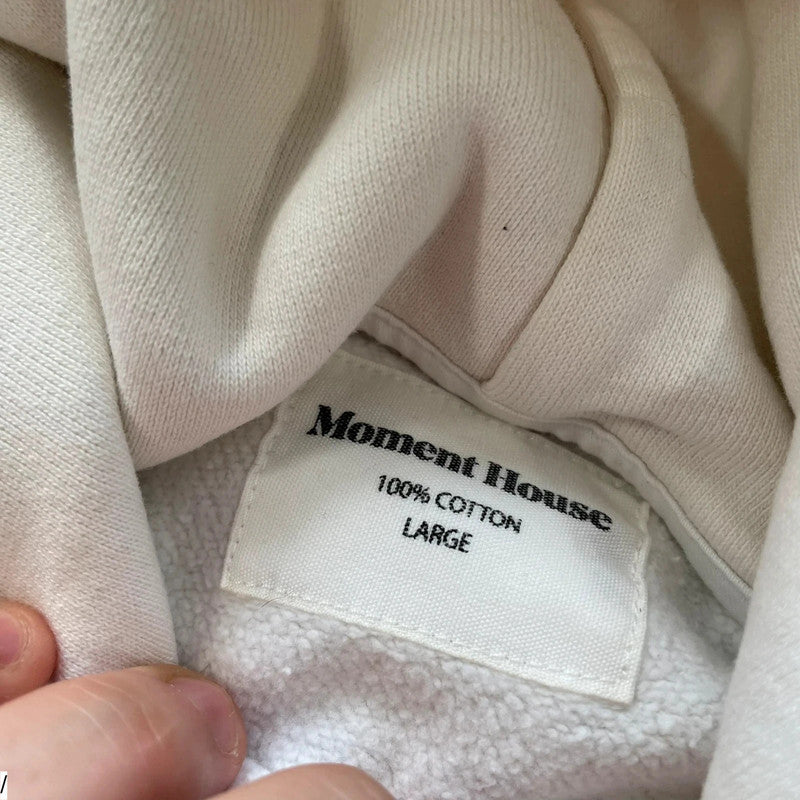 Moment House
100% COTTON
LARGE
/